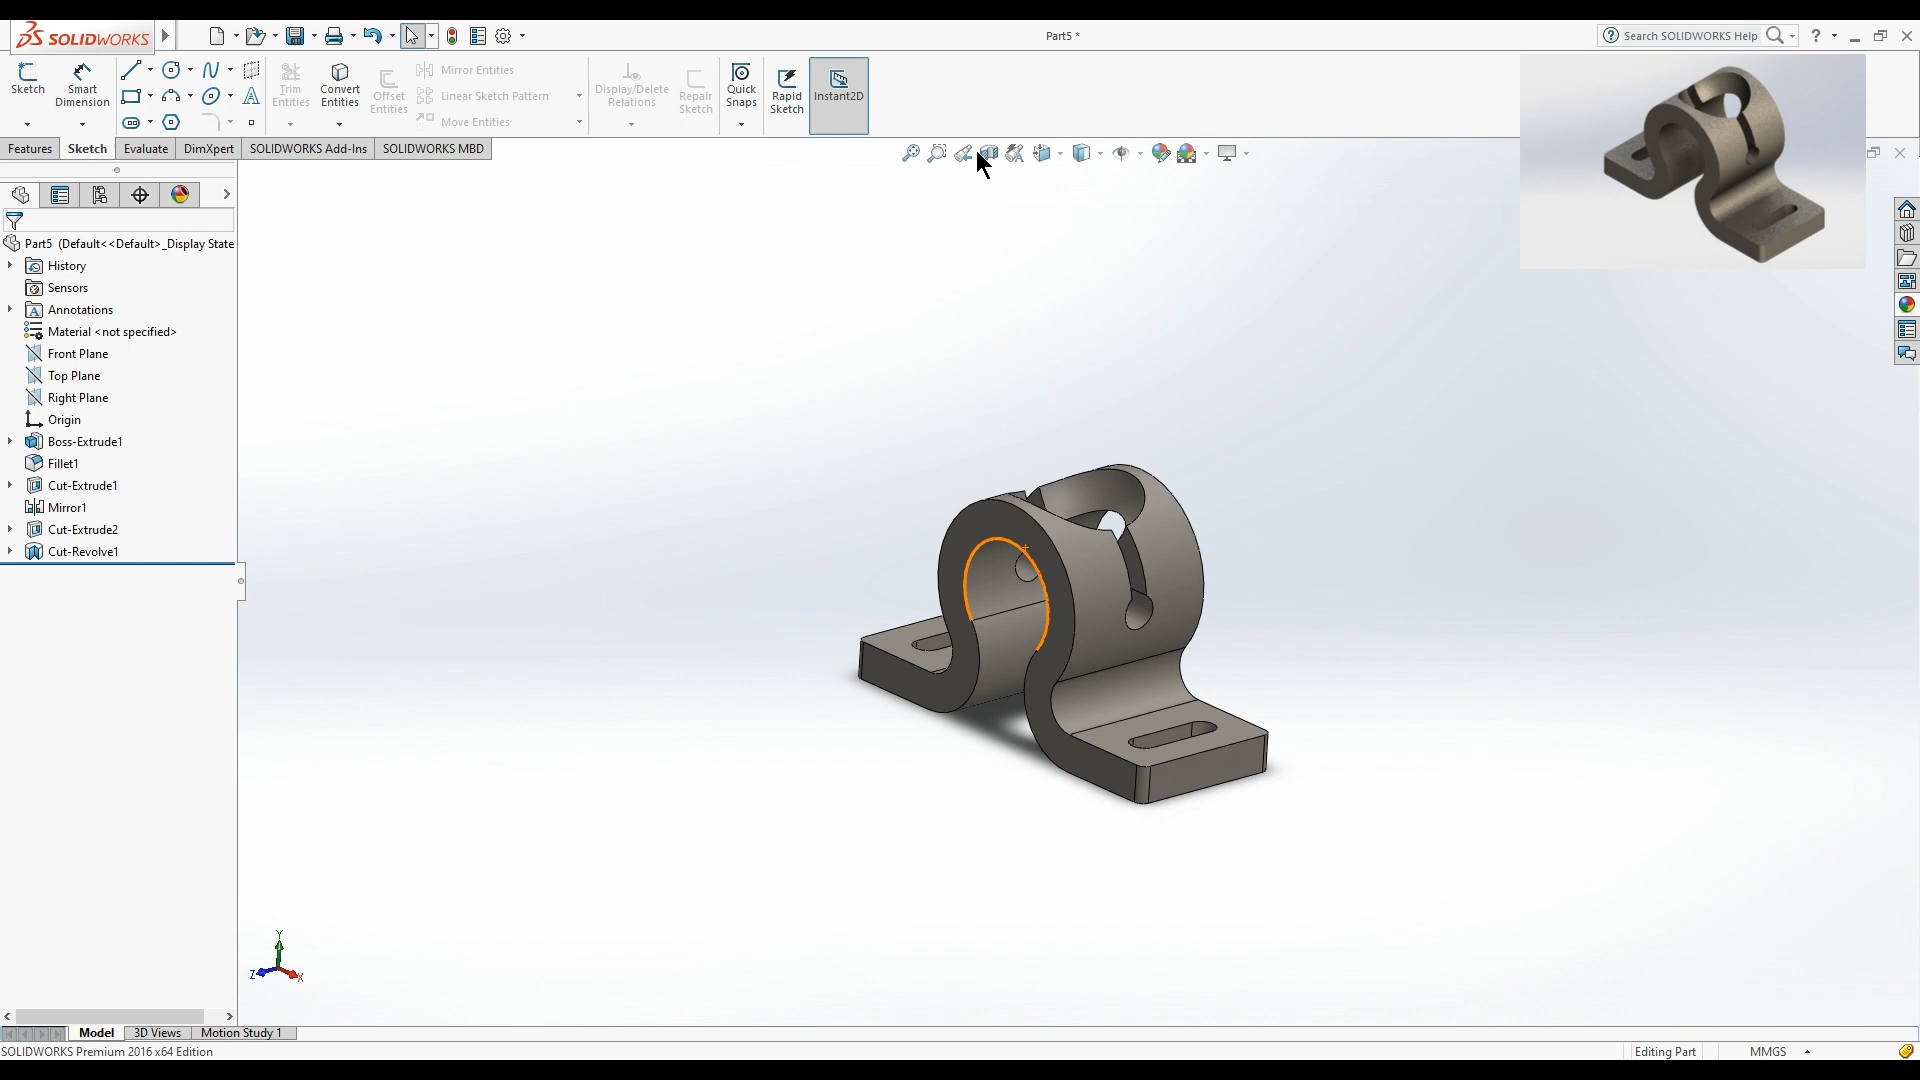 SOLIDWORKS
Part5 *
Search SOLIDWORKS Help
Sketch
Smart Dimension
Trim Entities
Convert Entities
Offset Entities
Mirror Entities
Linear Sketch Pattern
Move Entities
Display/Delete Relations
Repair Sketch
Quick Snaps
Rapid Sketch
Instant2D
Features
Sketch
Evaluate
DimXpert
SOLIDWORKS Add-Ins
SOLIDWORKS MBD
Part5 (Default<<Default>_Display State
History
Sensors
Annotations
Material <not specified>
Front Plane
Top Plane
Right Plane
Origin
Boss-Extrude1
Fillet1
Cut-Extrude1
Mirror1
Cut-Extrude2
Cut-Revolve1
Y
Z
X
Model
3D Views
Motion Study 1
SOLIDWORKS Premium 2016 x64 Edition
Editing Part
MMGS